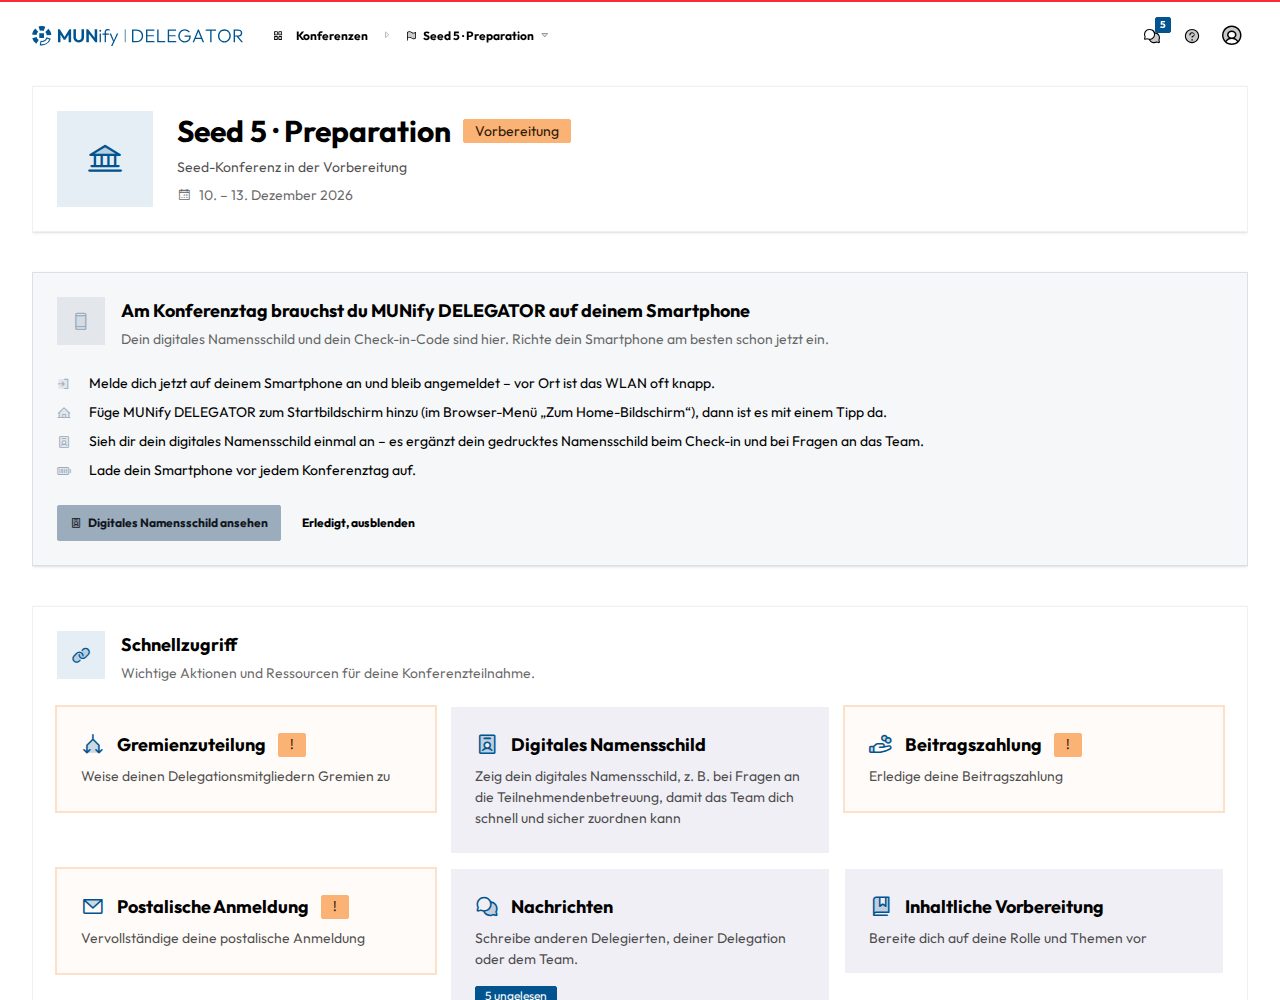 MUNify | DELEGATOR
Konferenzen
Seed 5 · Preparation
5
Seed 5 · Preparation
Vorbereitung
Seed-Konferenz in der Vorbereitung
10. – 13. Dezember 2026
Am Konferenztag brauchst du MUNify DELEGATOR auf deinem Smartphone
Dein digitales Namensschild und dein Check-in-Code sind hier. Richte dein Smartphone am besten schon jetzt ein.
Melde dich jetzt auf deinem Smartphone an und bleib angemeldet – vor Ort ist das WLAN oft knapp.
Füge MUNify DELEGATOR zum Startbildschirm hinzu (im Browser-Menü „Zum Home-Bildschirm“), dann ist es mit einem Tipp da.
Sieh dir dein digitales Namensschild einmal an – es ergänzt dein gedrucktes Namensschild beim Check-in und bei Fragen an das Team.
Lade dein Smartphone vor jedem Konferenztag auf.
Digitales Namensschild ansehen
Erledigt, ausblenden
Schnellzugriff
Wichtige Aktionen und Ressourcen für deine Konferenzteilnahme.
Gremienzuteilung
!
Weise deinen Delegationsmitgliedern Gremien zu
Digitales Namensschild
Zeig dein digitales Namensschild, z. B. bei Fragen an
die Teilnehmendenbetreuung, damit das Team dich
schnell und sicher zuordnen kann
Beitragszahlung
!
Erledige deine Beitragszahlung
Postalische Anmeldung
!
Vervollständige deine postalische Anmeldung
Nachrichten
Schreibe anderen Delegierten, deiner Delegation
oder dem Team.
5 ungelesen
Inhaltliche Vorbereitung
Bereite dich auf deine Rolle und Themen vor